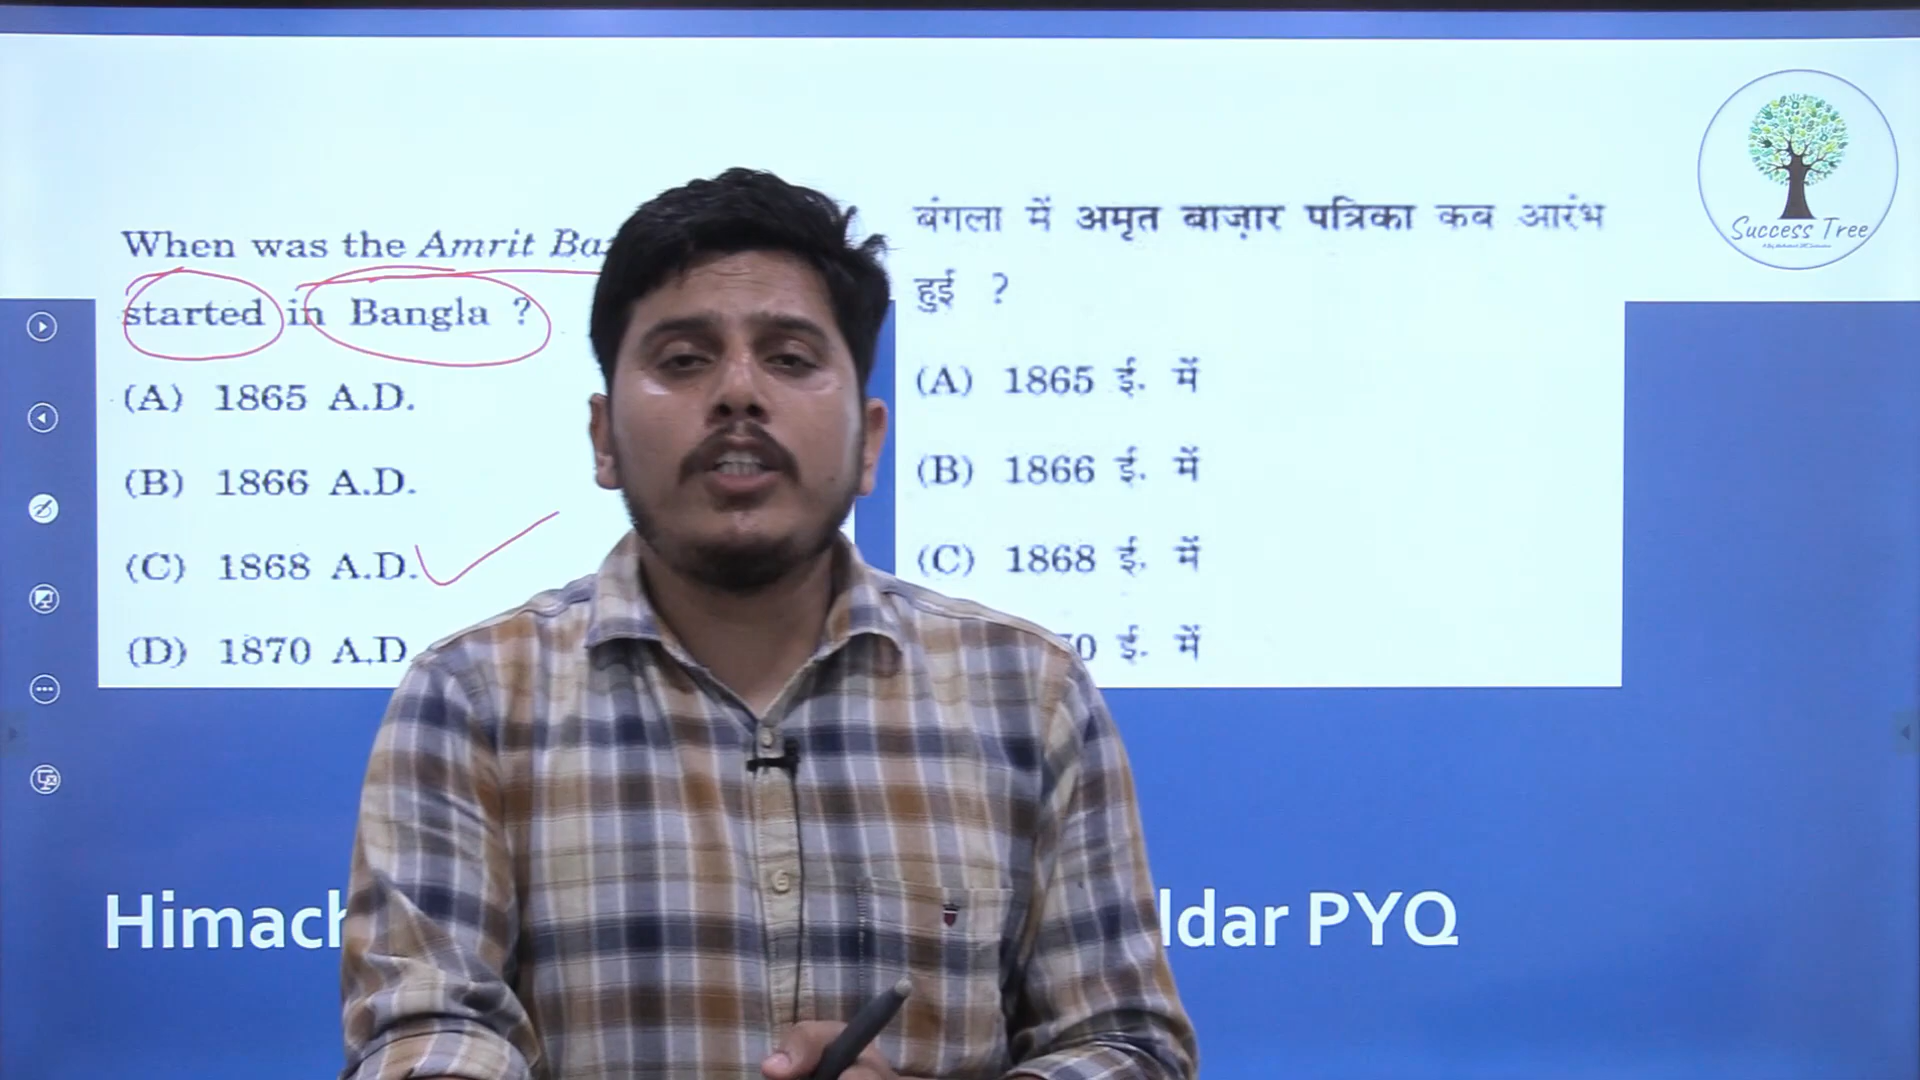 When was the Amrit Ba
started in Bangla ?
(A) 1865 A.D.
(B) 1866 A.D.
(C) 1868 A.D.
(D) 1870 A.D.
बंगला में अमृत बाज़ार पत्रिका कब आरंभ
हुई ?
(A) 1865 ई. में
(B) 1866 ई. में
(C) 1868 ई. में
0 ई. में
Success Tree
Himach ldar PYQ